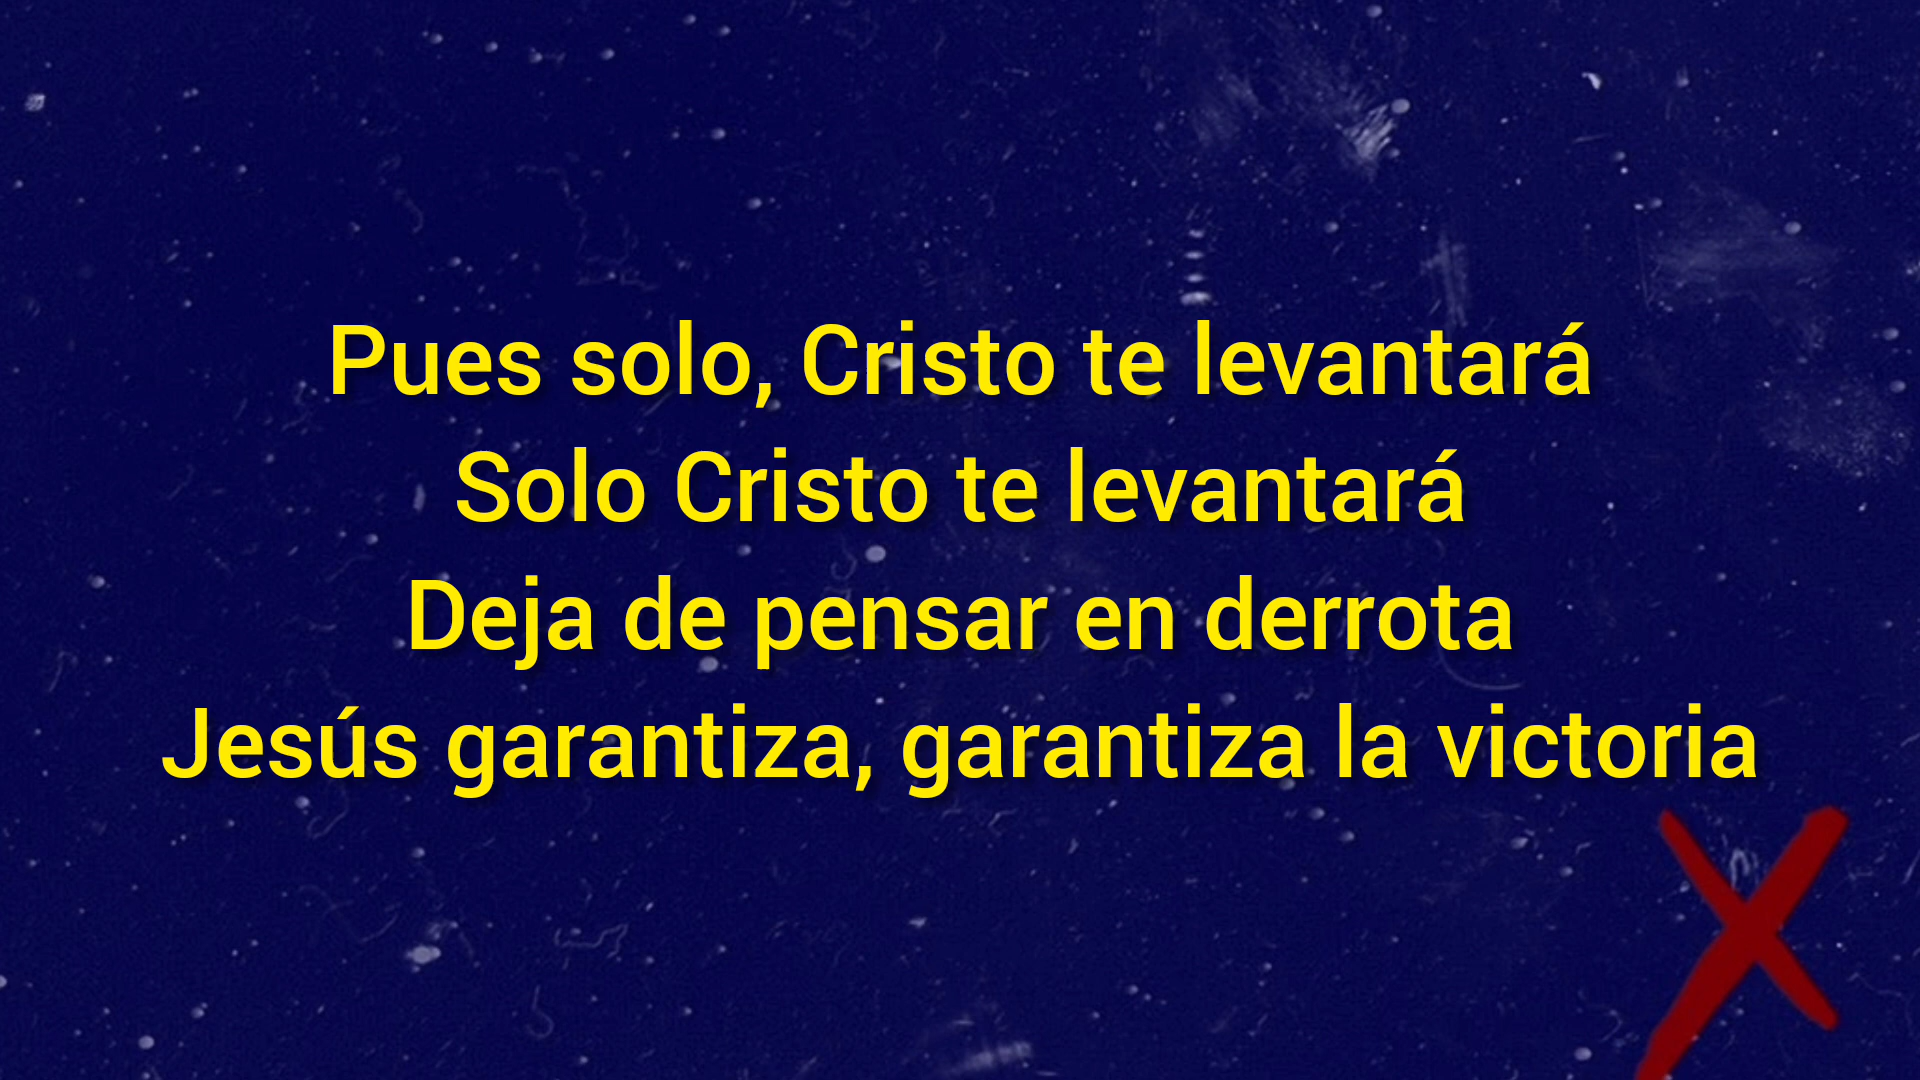 Pues solo, Cristo te levantará
Solo Cristo te levantará
Deja de pensar en derrota
Jesús garantiza, garantiza la victoria